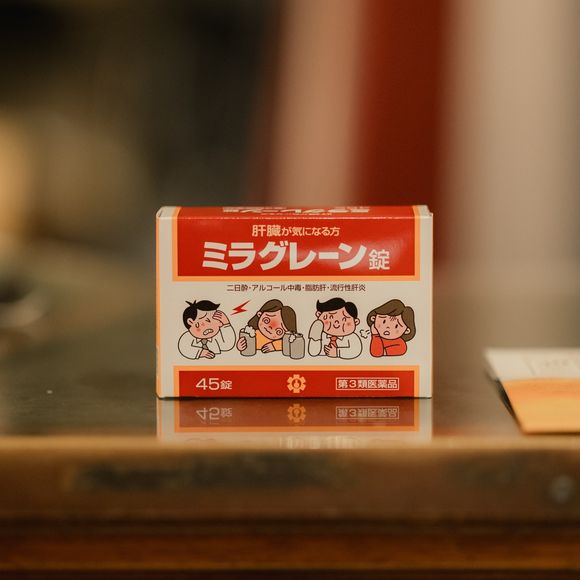 肝臓が気になる方
ミラグレーン錠
二日酔・アルコール中毒・脂肪肝・流行性肝炎
45錠
第3類医薬品